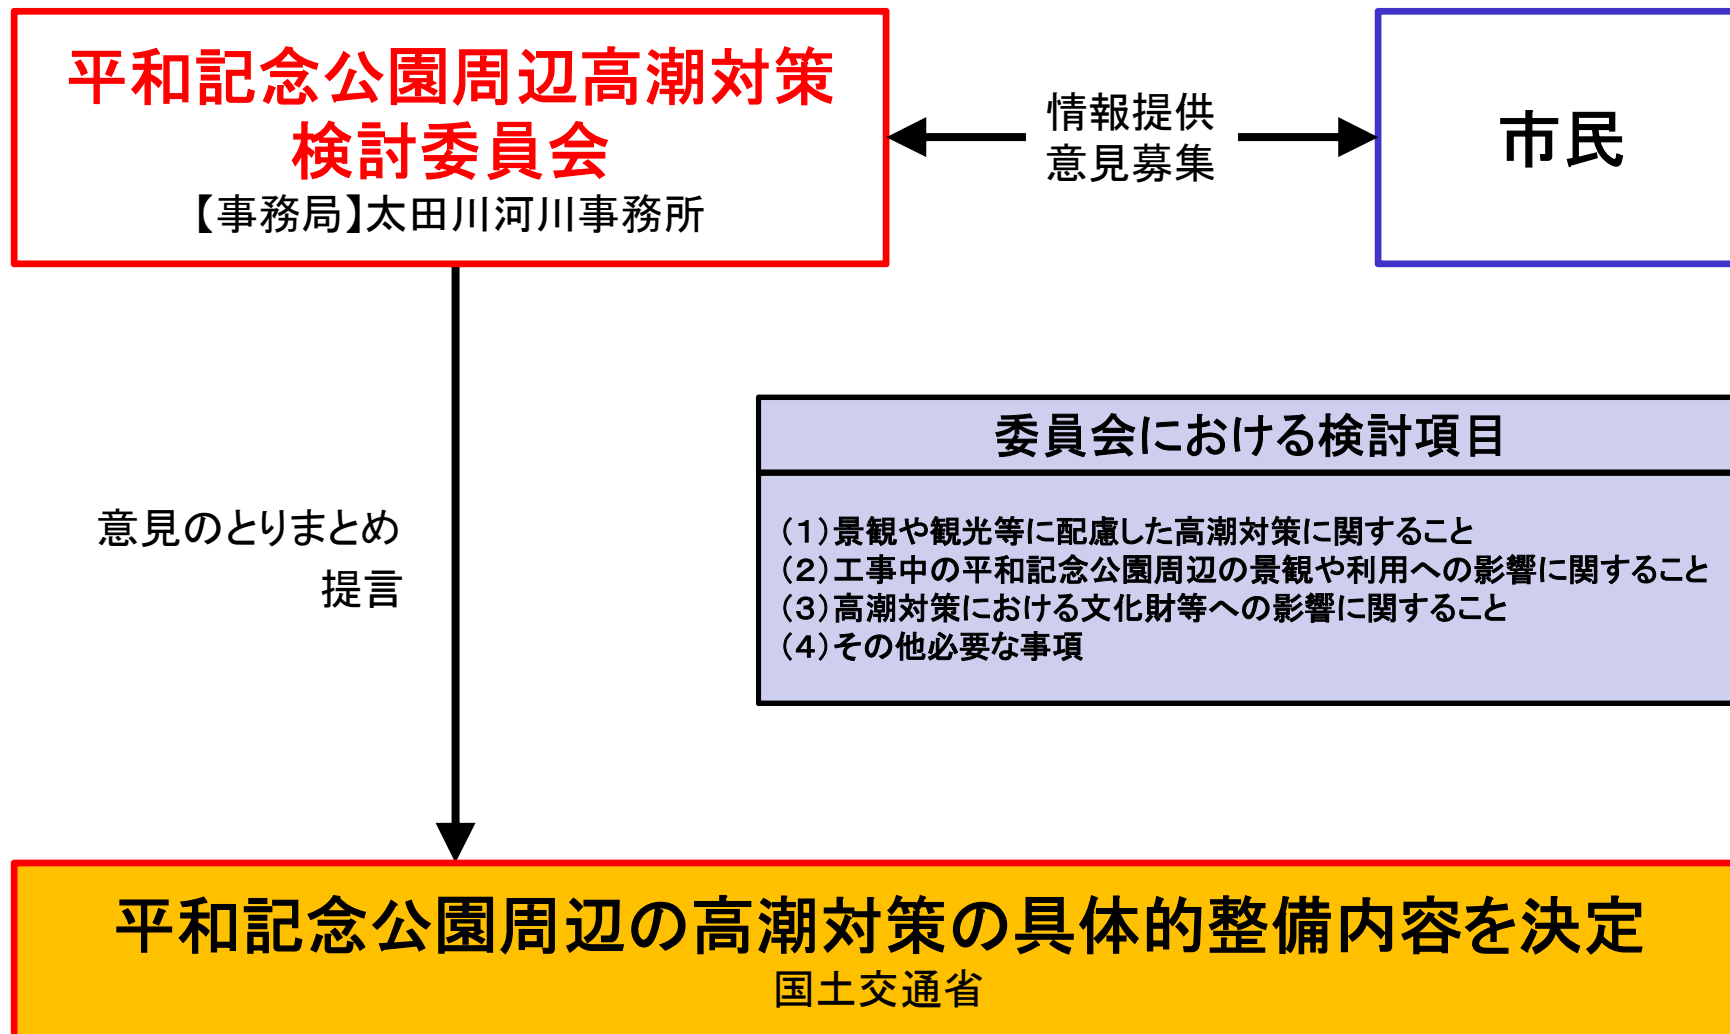 平和記念公園周辺高潮対策
検討委員会
【事務局】太田川河川事務所
情報提供
意見募集
市民
意見のとりまとめ
提言
委員会における検討項目
(1)景観や観光等に配慮した高潮対策に関すること
(2)工事中の平和記念公園周辺の景観や利用への影響に関すること
(3)高潮対策における文化財等への影響に関すること
(4)その他必要な事項
平和記念公園周辺の高潮対策の具体的整備内容を決定
国土交通省